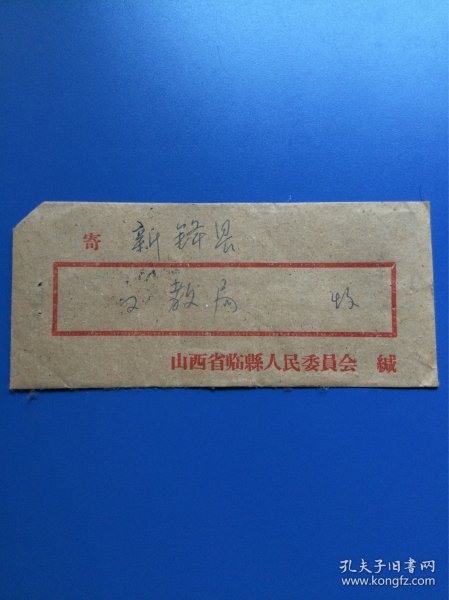 寄 新绛县
文教局 收
山西省临縣人民委員会 緘
孔夫子旧书网
www.kongfz.com